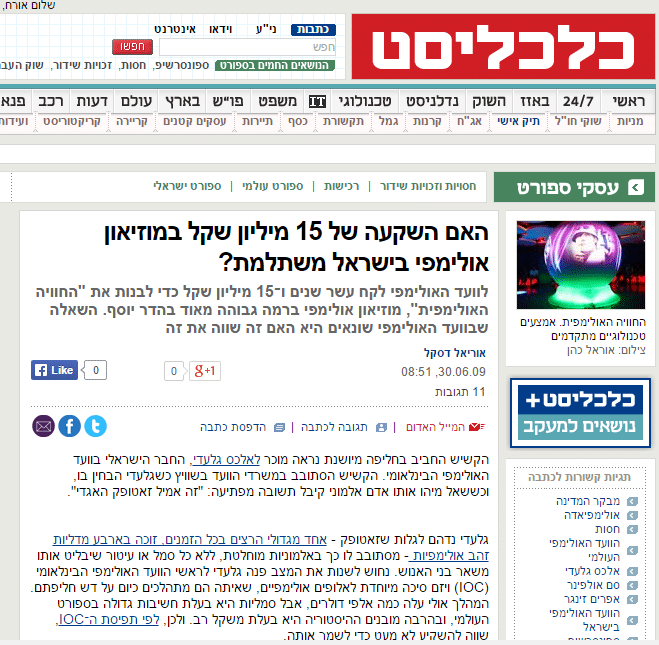 שלום אורח,
כלכליסט
כתבות ני"ע וידאו אינטרנט
חפש
חפשו
הנושאים החמים בספורט ספונסרשיפ, חסות, זכויות שידור, שוק העב
ראשי 24/7 באזז השוק נדל"ניסט טכנולוגי IT משפט פו"ש בארץ עולם דעות רכב פנא
מניות שוקי חו"ל תיק אישי אג"ח קרנות גמל תקשורת כסף תיירות עסקים קטנים קריירה קריקטוריסט ועידות
עסקי ספורט
חסויות וזכויות שידור | רכישות | ספורט עולמי | ספורט ישראלי
החוויה האולימפית. אמצעים
טכנולוגיים מתקדמים
צילום: אוראל כהן
כלכליסט+
נושאים למעקב
תגיות קשורות לכתבה
מבקר המדינה
אולימפיאדה
חסות
הוועד האולימפי
העולמי
אלכס גלעדי
סם אולפינר
אפרים זינגר
הוועד האולימפי
בישראל
האם השקעה של 15 מיליון שקל במוזיאון
אולימפי בישראל משתלמת?
לוועד האולימפי לקח עשר שנים ו־15 מיליון שקל כדי לבנות את "החוויה
האולימפית", מוזיאון אולימפי ברמה גבוהה מאוד בהדר יוסף. השאלה
שבוועד האולימפי שונאים היא האם זה שווה את זה
אוריאל דסקל
30.06.09, 08:51
11 תגובות
g+1 0
Like 0
המייל האדום | תגובה לכתבה | הדפסת כתבה
הקשיש החביב בחליפה מיושנת נראה מוכר לאלכס גלעדי, החבר הישראלי בוועד
האולימפי הבינלאומי. הקשיש הסתובב במשרדי הוועד בשוויץ כשגלעדי הבחין בו,
וכששאל מיהו אותו אדם אלמוני קיבל תשובה מפתיעה: "זה אמיל זאטופק האגדי".
גלעדי נדהם לגלות שזאטופק - אחד מגדולי הרצים בכל הזמנים, זוכה בארבע מדליות
זהב אולימפיות - מסתובב לו כך באלמוניות מוחלטת, ללא כל סמל או עיטור שיבליט אותו
משאר בני האנוש. נחוש לשנות את המצב פנה גלעדי לראשי הוועד האולימפי הבינלאומי
(IOC) ויזם סיכה מיוחדת לאלופים אולימפיים, שאיתה הם מתהלכים כיום על דש חליפתם.
המהלך אולי עלה כמה אלפי דולרים, אבל סמליות היא בעלת חשיבות גדולה בספורט
העולמי, ובהרבה מובנים ההיסטוריה היא בעלת משקל רב. ולכן, לפי תפיסת ה־IOC,
שווה להשקיע לא מעט כדי לשמר אותה.